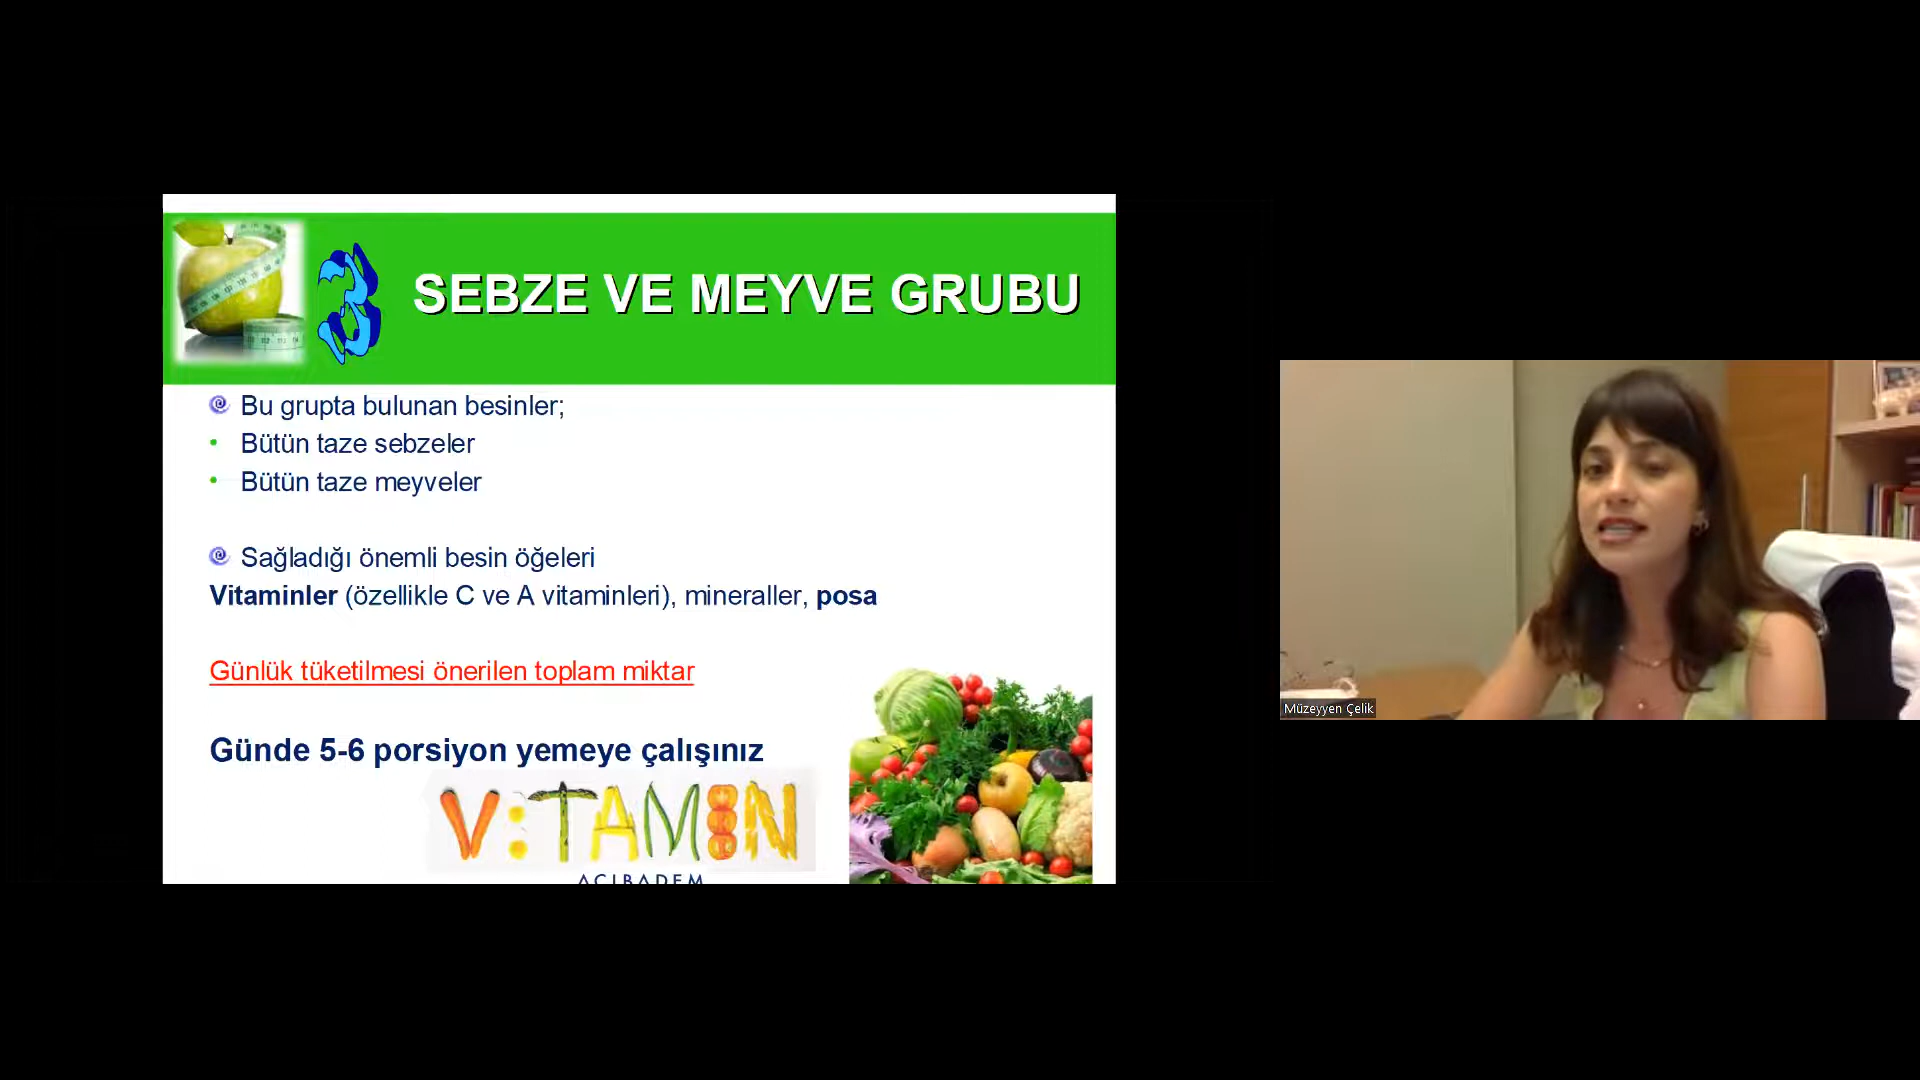 3 SEBZE VE MEYVE GRUBU
Bu grupta bulunan besinler;
• Bütün taze sebzeler
• Bütün taze meyveler
Sağladığı önemli besin öğeleri
Vitaminler (özellikle C ve A vitaminleri), mineraller, posa
Günlük tüketilmesi önerilen toplam miktar
Günde 5-6 porsiyon yemeye çalışınız
ViTAMiN
ACIBADEM
Müzeyyen Çelik